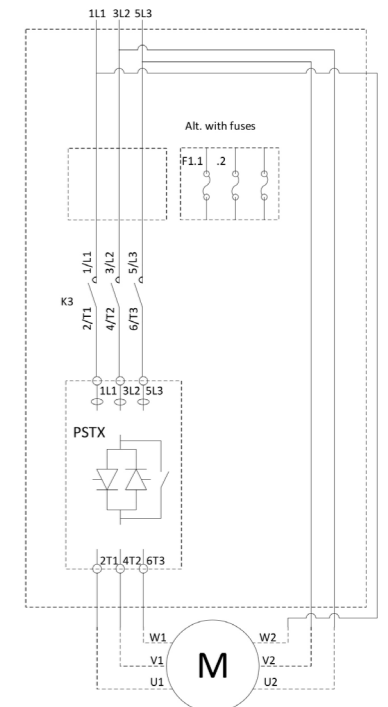 1L1 3L2 5L3
Alt. with fuses
F1.1 .2
1/L1 3/L2 5/L3
K3
2/T1 4/T2 6/T3
1L1 3L2 5L3
PSTX
2T1 4T2 6T3
W1 W2
M
V1 V2
U1 U2